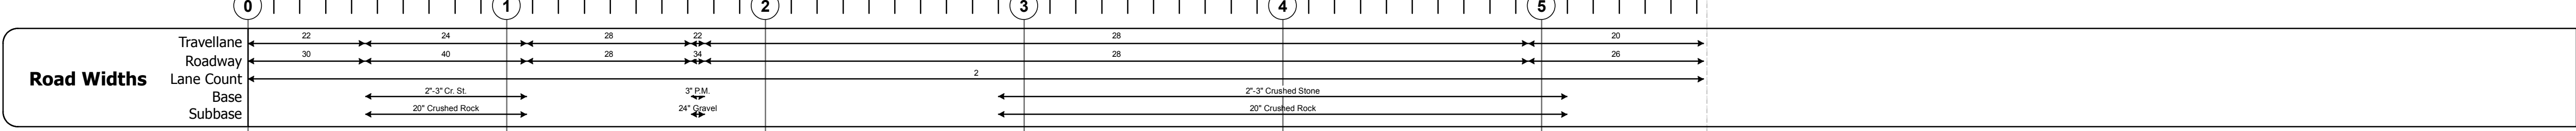 0 1 2 3 4 5
Road Widths
Travellane 22 24 28 22 28 20
Roadway 30 40 28 34 28 26
Lane Count 2
Base 2"-3" Cr. St. 3" P.M. 2"-3" Crushed Stone
Subbase 20" Crushed Rock 24" Gravel 20" Crushed Rock